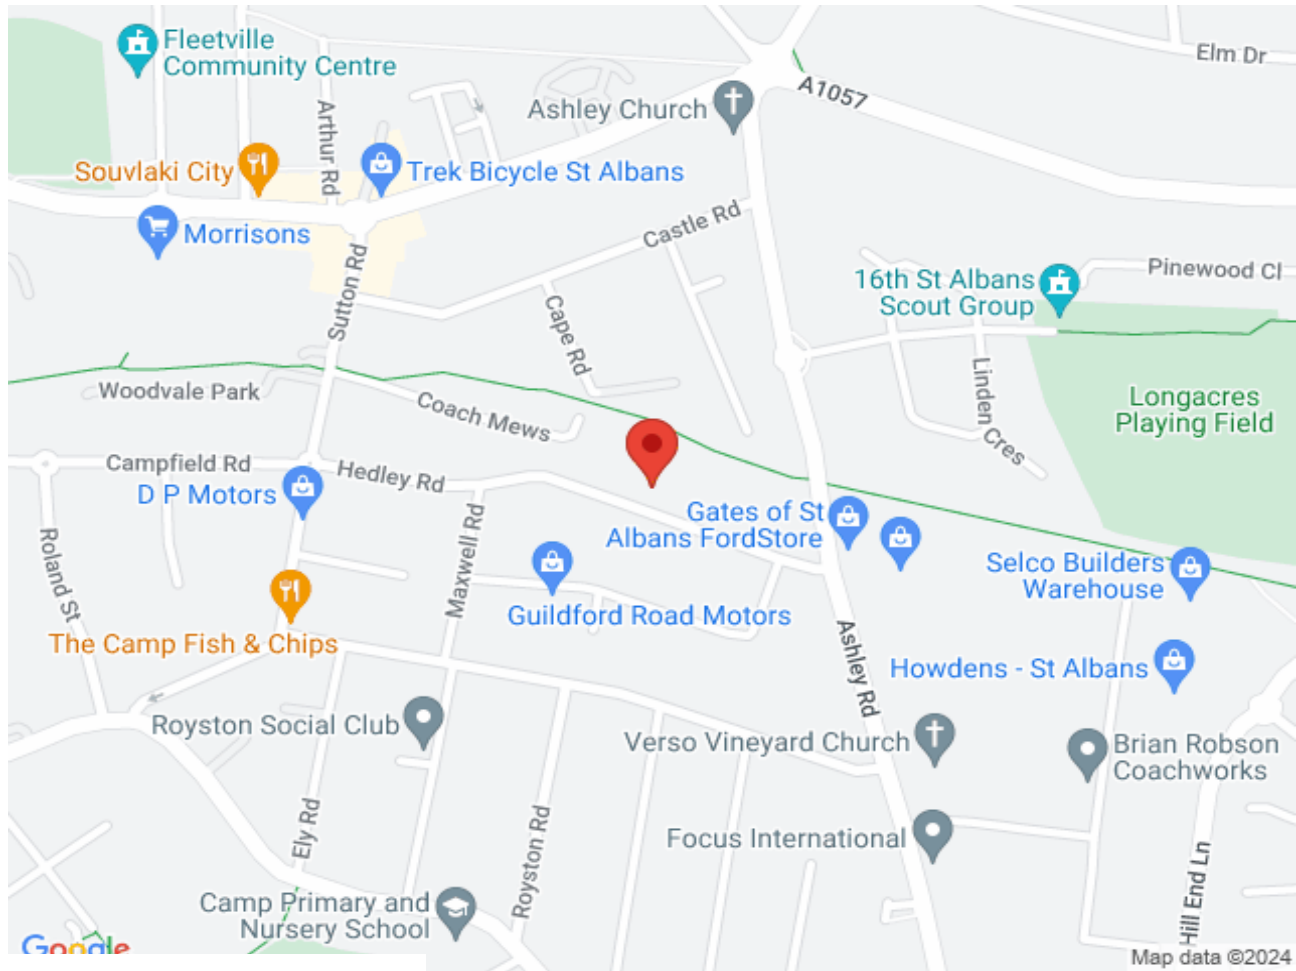 Fleetville
Community Centre
Elm Dr
A1057
Ashley Church
Arthur Rd
Souvlaki City
Trek Bicycle St Albans
Morrisons
Castle Rd
Sutton Rd
16th St Albans
Scout Group
Pinewood Cl
Cape Rd
Linden Cres
Woodvale Park
Coach Mews
Longacres
Playing Field
Campfield Rd
Hedley Rd
D P Motors
Maxwell Rd
Gates of St
Albans FordStore
Roland St
Selco Builders
Warehouse
Guildford Road Motors
The Camp Fish & Chips
Ashley Rd
Howdens - St Albans
Royston Social Club
Verso Vineyard Church
Brian Robson
Coachworks
Ely Rd
Royston Rd
Focus International
Hill End Ln
Camp Primary and
Nursery School
Google
Map data ©2024